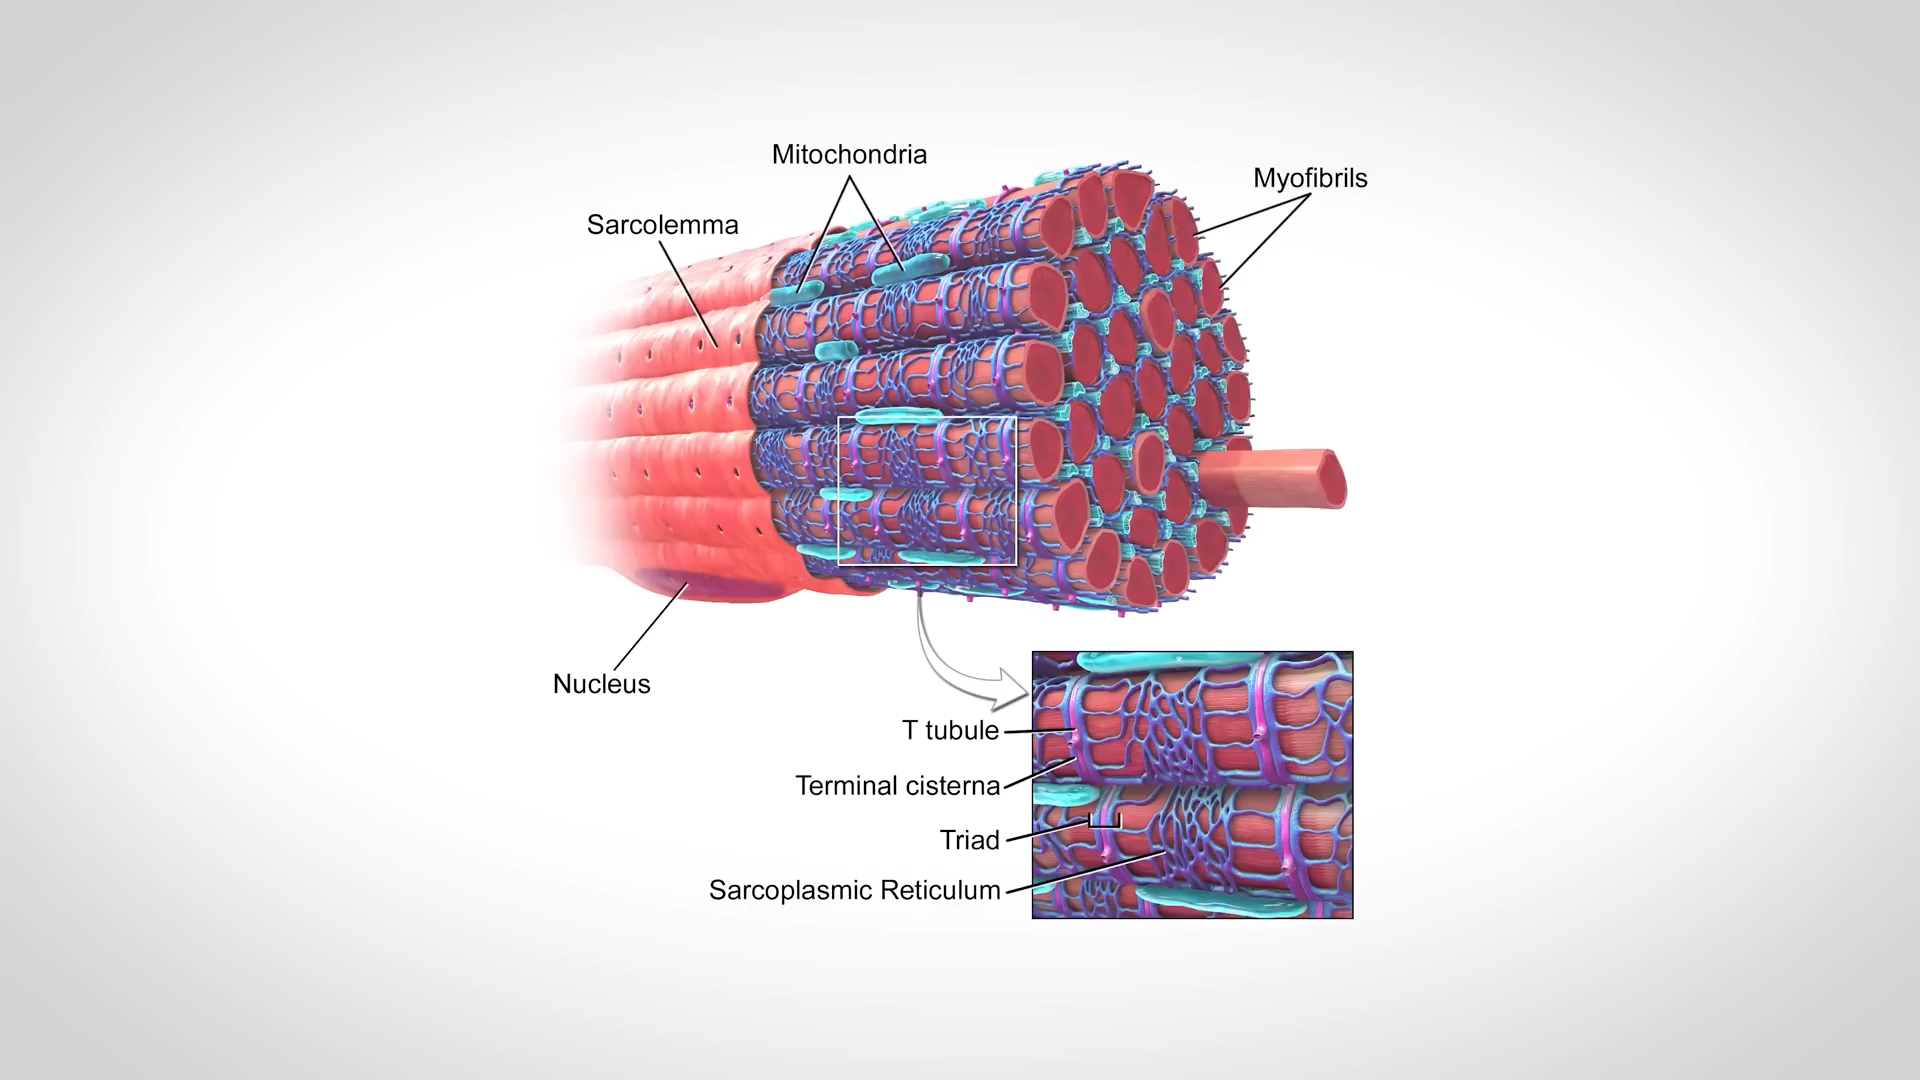 Mitochondria
Myofibrils
Sarcolemma
Nucleus
T tubule
Terminal cisterna
Triad
Sarcoplasmic Reticulum